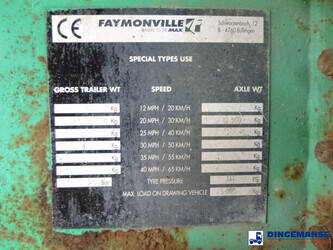 CE FAYMONVILLE Schwarzenbach, 12
MAX B - 4760 Büllingen
SPECIAL TYPES USE
GROSS TRAILER WT SPEED AXLE WT
Kg 12 MPH / 20 KM/H Kg
Kg 20 MPH / 30 KM/H Kg
Kg 25 MPH / 40 KM/H Kg
Kg 30 MPH / 50 KM/H Kg
Kg 35 MPH / 55 KM/H Kg
Kg 40 MPH / 65 KM/H Kg
Bar TYRE PRESSURE
MAX. LOAD ON DRAWING VEHICLE Kg
DINGEMANSE